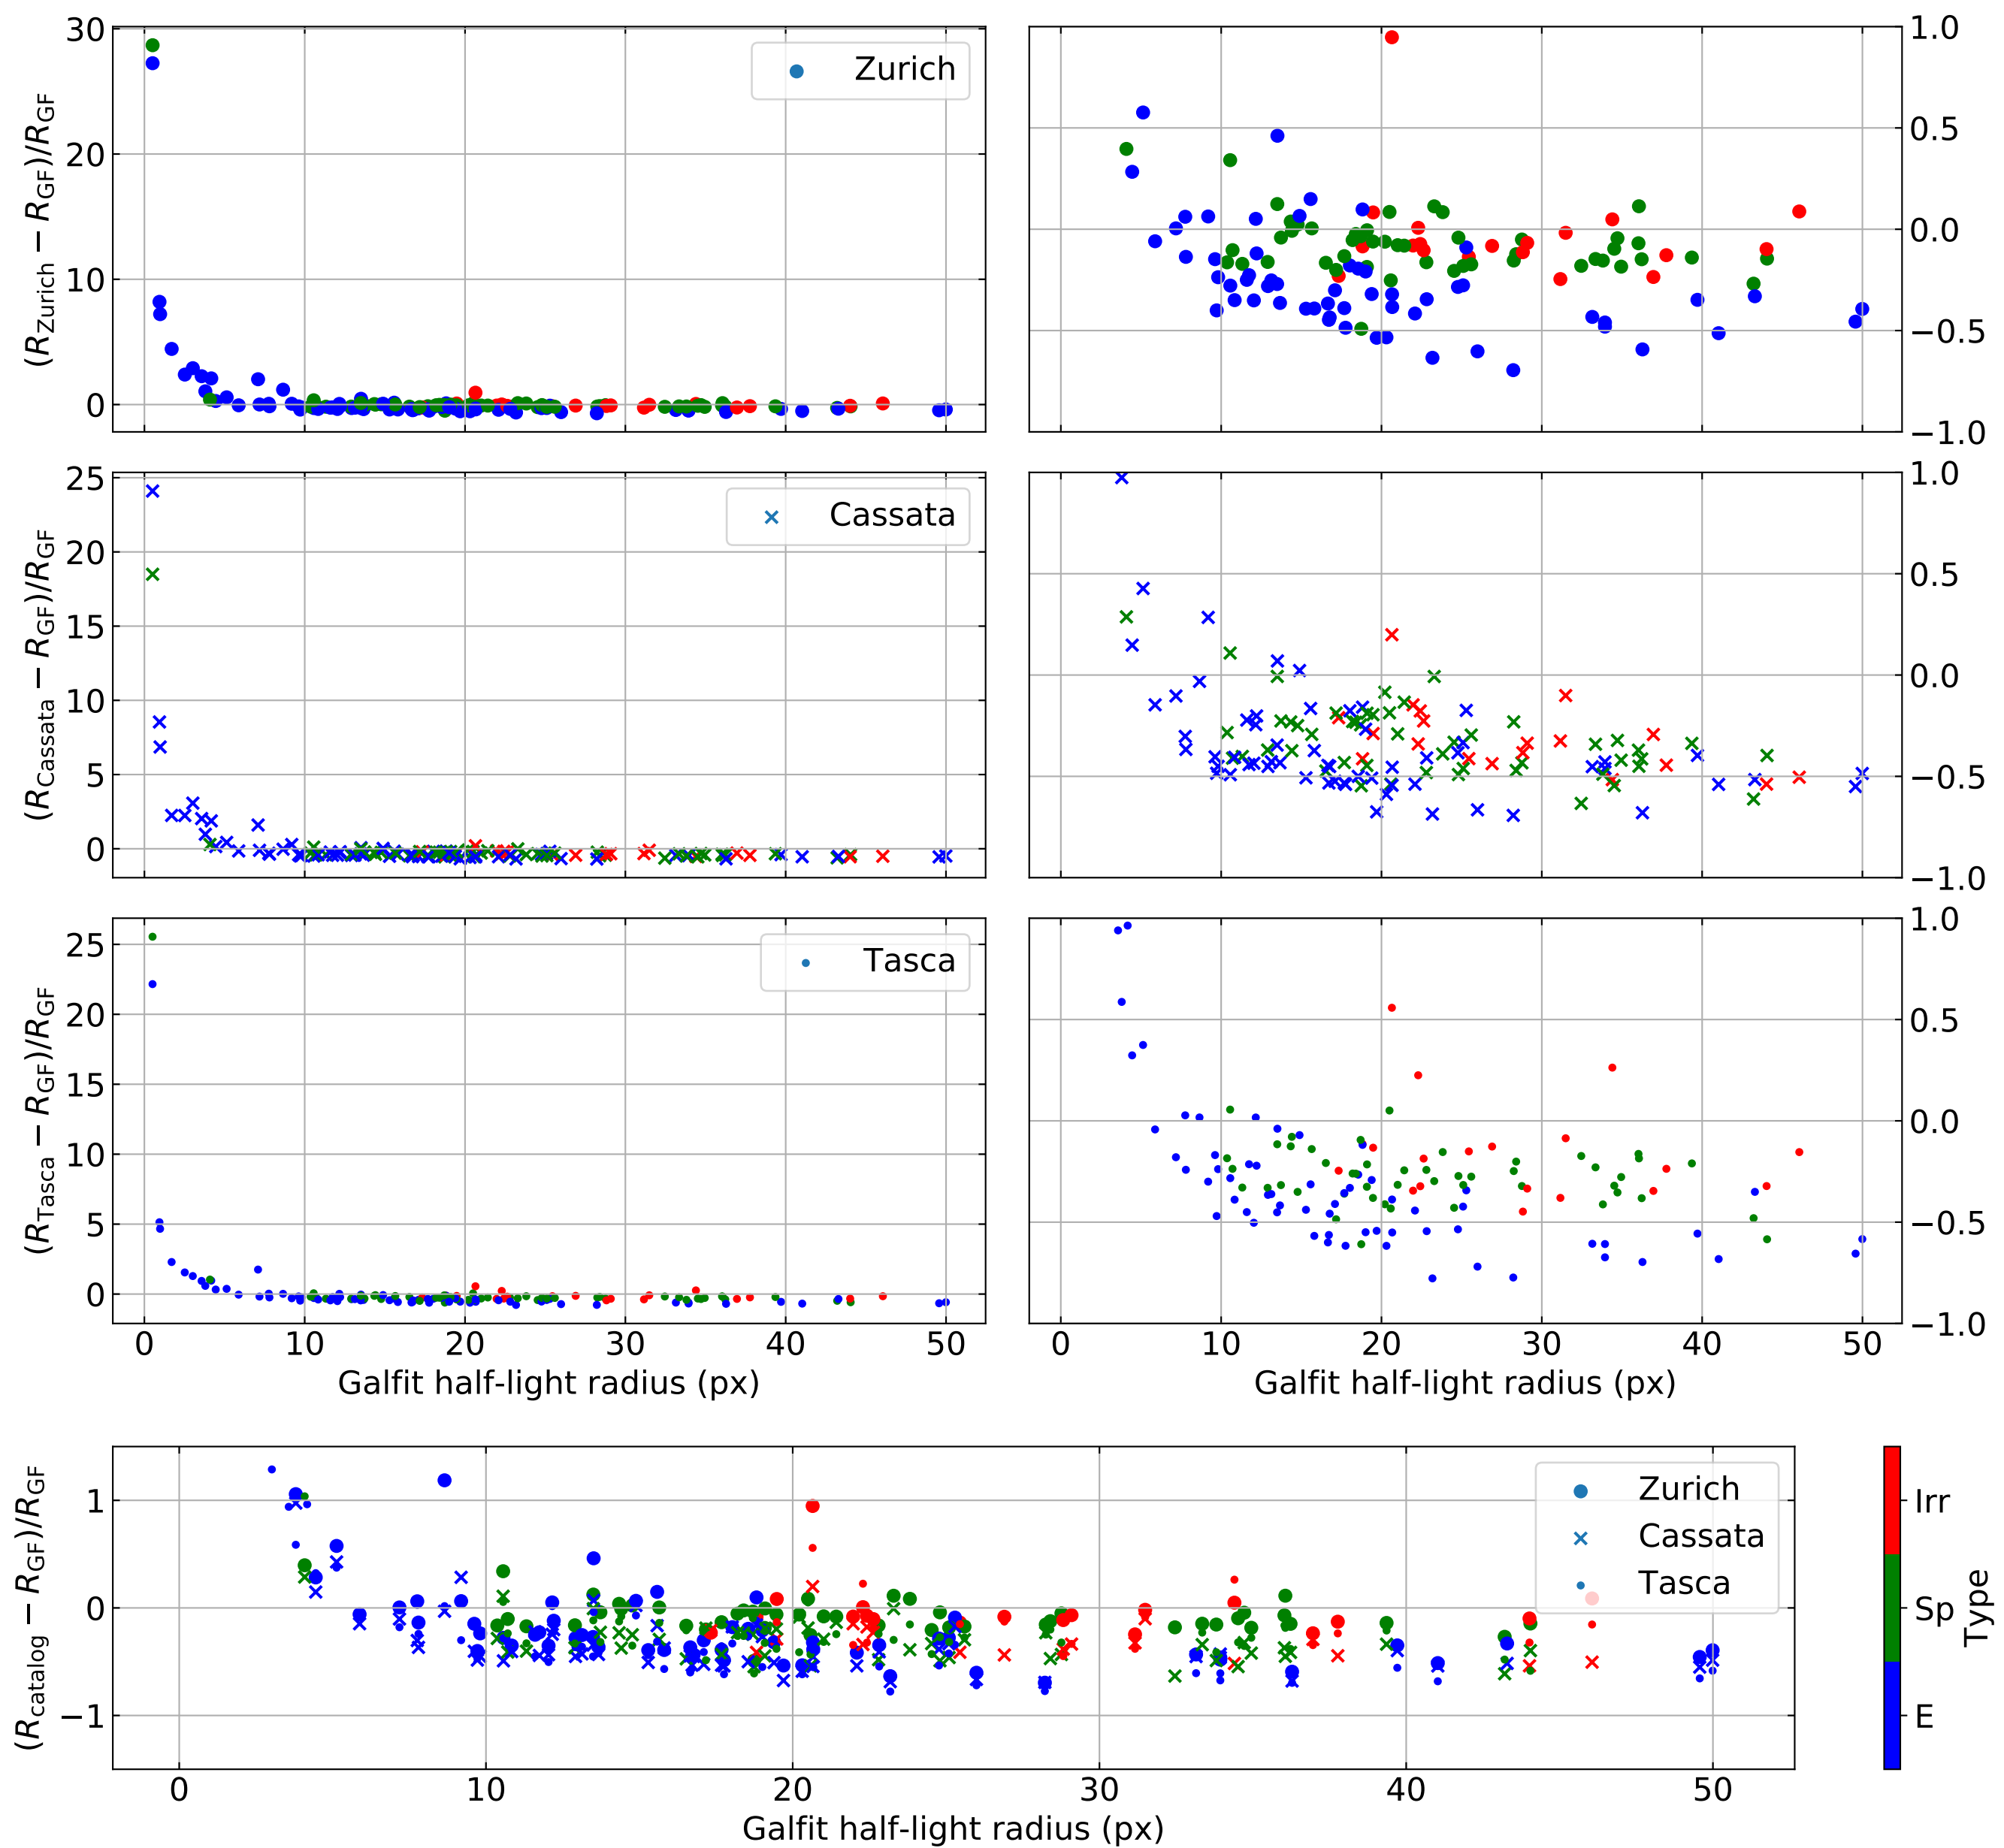 30
20
10
0
(R_Zurich − R_GF)/R_GF
Zurich
1.0
0.5
0.0
−0.5
−1.0
25
20
15
10
5
0
(R_Cassata − R_GF)/R_GF
Cassata
1.0
0.5
0.0
−0.5
−1.0
25
20
15
10
5
0
(R_Tasca − R_GF)/R_GF
Tasca
1.0
0.5
0.0
−0.5
−1.0
0 10 20 30 40 50
Galfit half-light radius (px)
0 10 20 30 40 50
Galfit half-light radius (px)
1
0
−1
(R_catalog − R_GF)/R_GF
Zurich
Cassata
Tasca
0 10 20 30 40 50
Galfit half-light radius (px)
Irr
Sp
E
Type